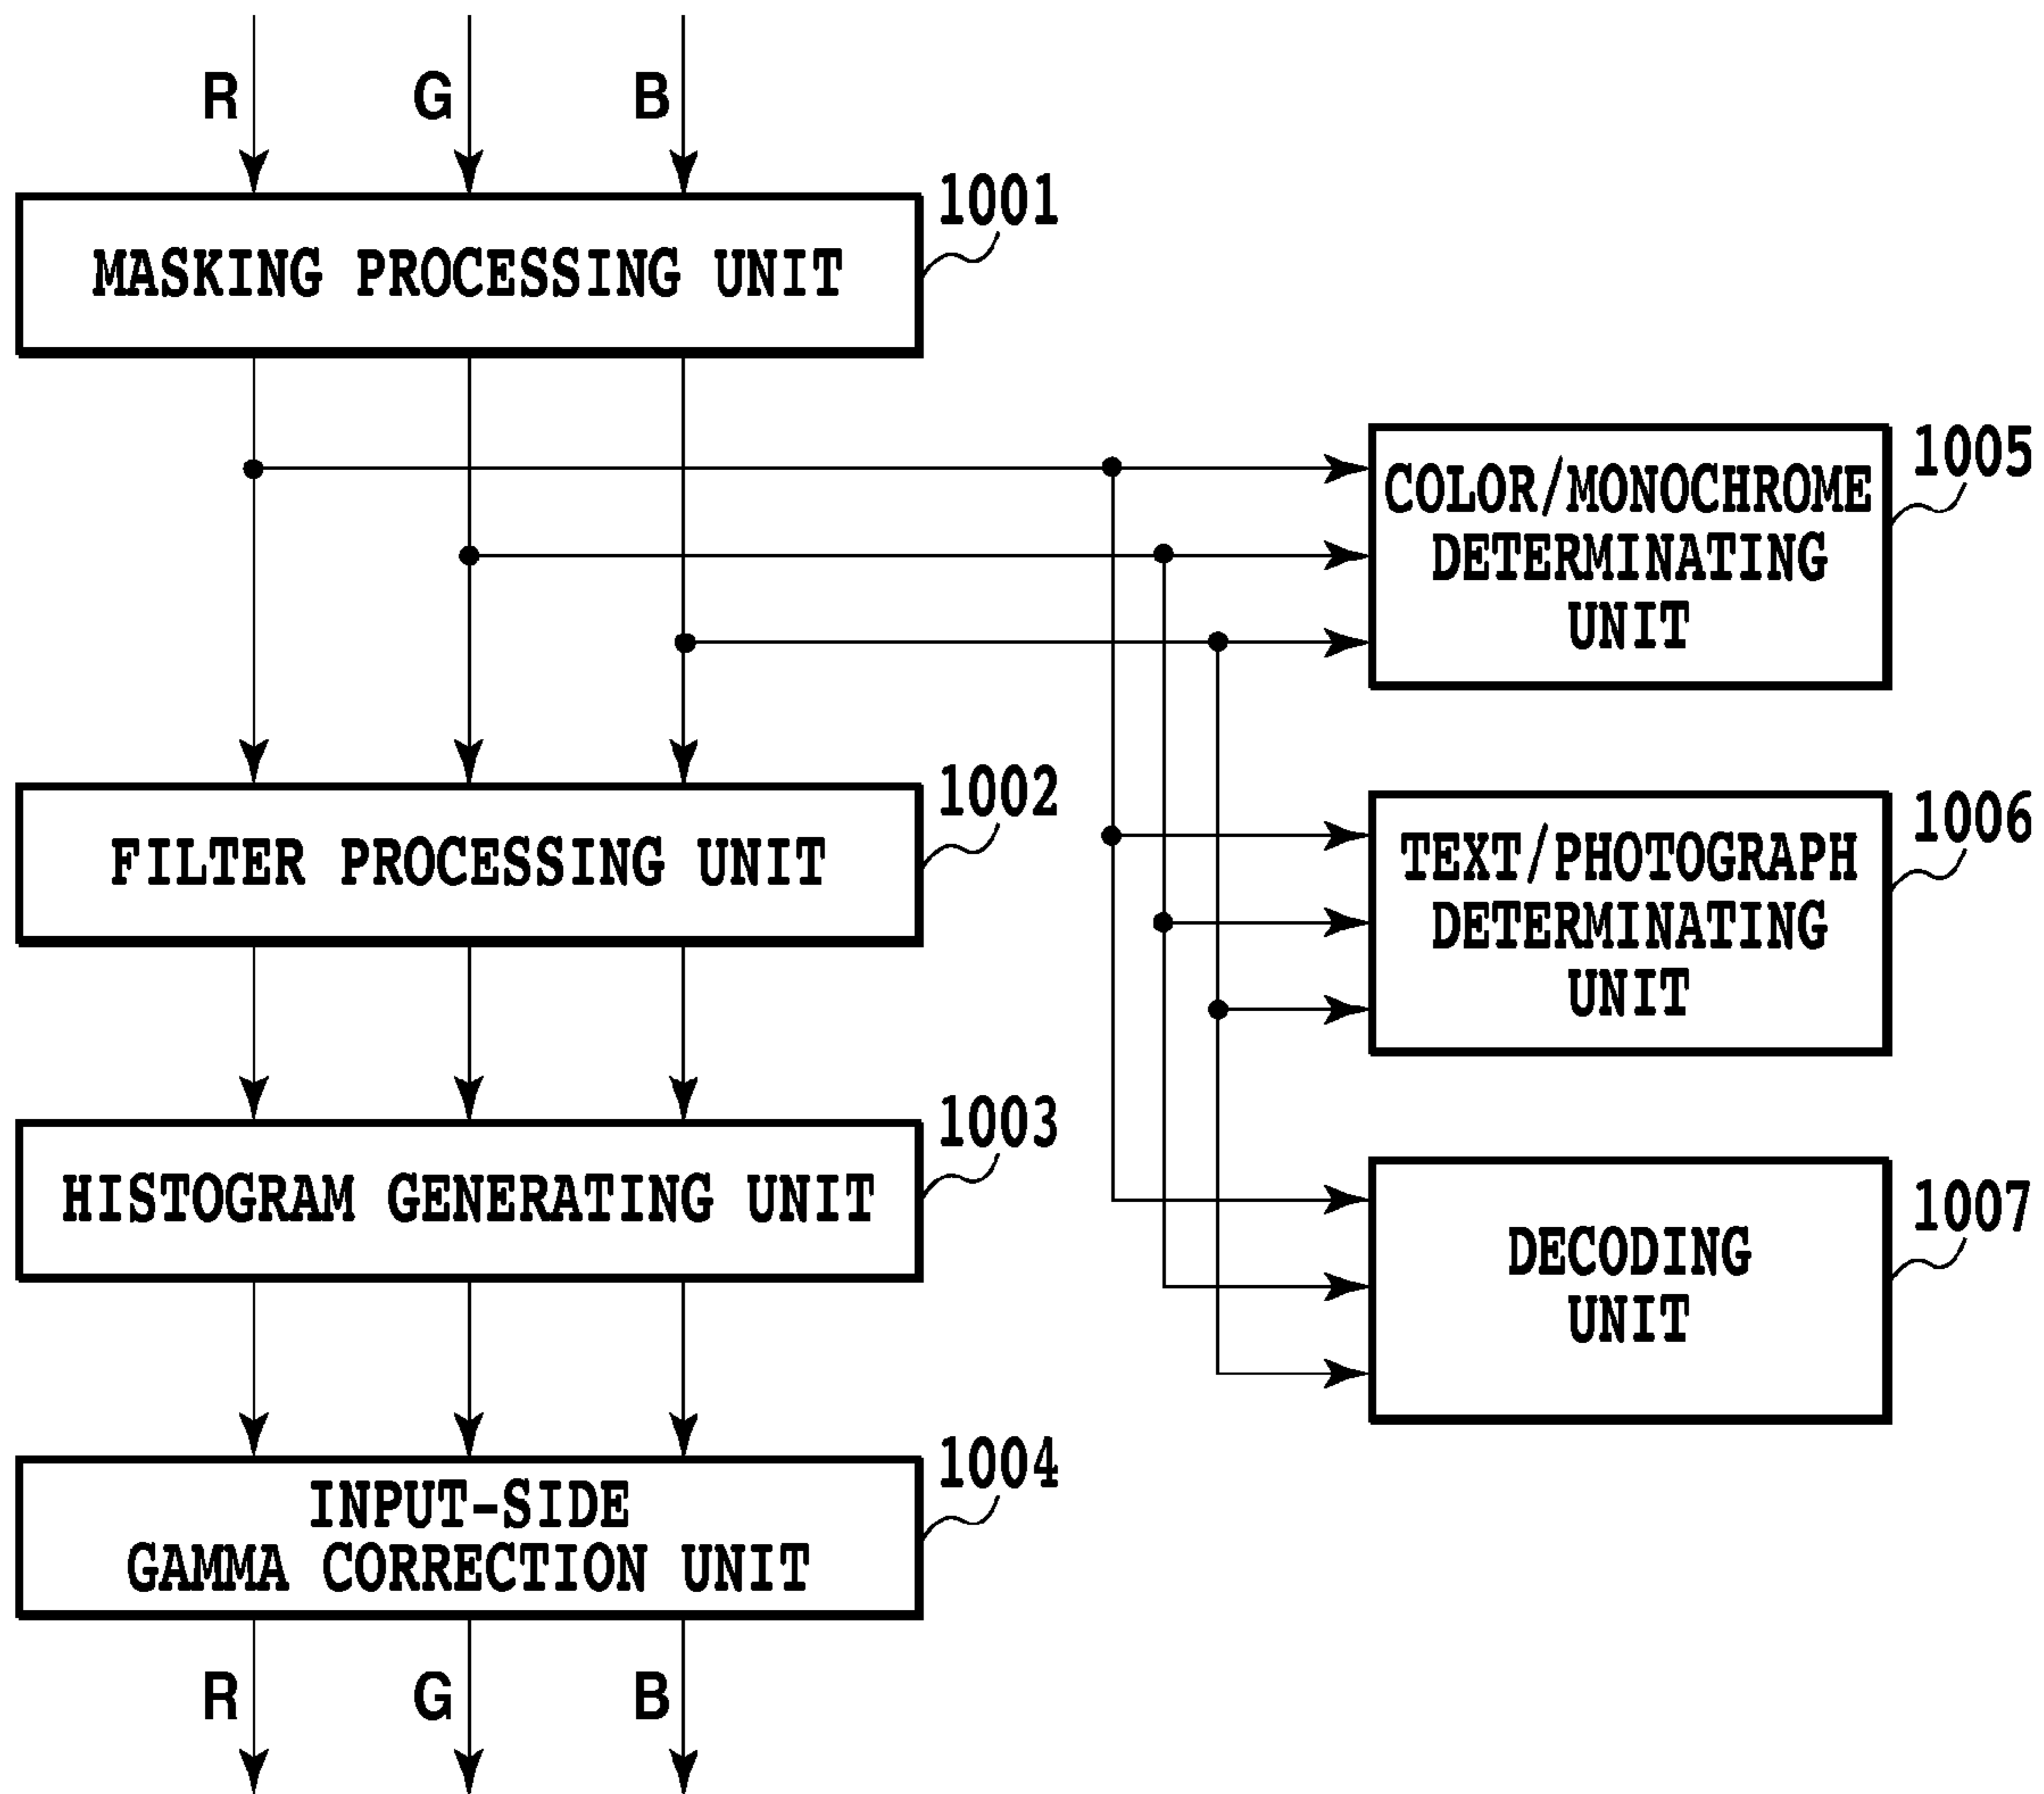 R G B
1001
MASKING PROCESSING UNIT
1005
COLOR/MONOCHROME
DETERMINATING
UNIT
1002
FILTER PROCESSING UNIT
1006
TEXT/PHOTOGRAPH
DETERMINATING
UNIT
1003
HISTOGRAM GENERATING UNIT
1007
DECODING
UNIT
1004
INPUT-SIDE
GAMMA CORRECTION UNIT
R G B